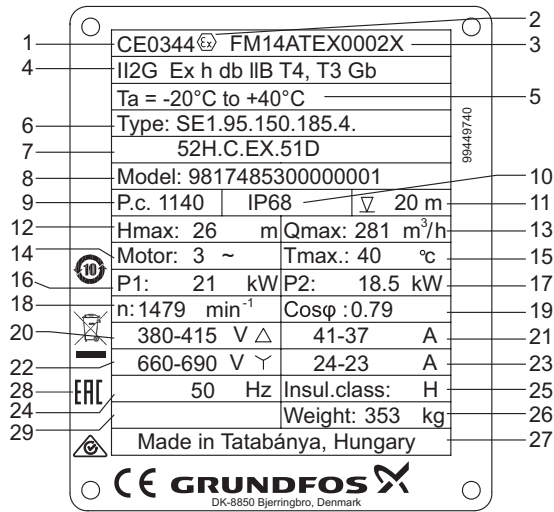 1 CE0344 Ex FM14ATEX0002X 2
3
4 II2G Ex h db IIB T4, T3 Gb
Ta = -20°C to +40°C 5
6 Type: SE1.95.150.185.4.
7 52H.C.EX.51D
8 Model: 9817485300000001
9 P.c. 1140 IP68 10
20 m 11
12 Hmax: 26 m Qmax: 281 m³/h 13
14 Motor: 3 ~ Tmax.: 40 °C 15
16 P1: 21 kW P2: 18.5 kW 17
18 n: 1479 min⁻¹ Cosφ : 0.79 19
20 380-415 V △ 41-37 A 21
22 660-690 V Y 24-23 A 23
24 50 Hz Insul.class: H 25
28 EAC
29 Weight: 353 kg 26
Made in Tatabánya, Hungary 27
99449740
10
CE GRUNDFOS
DK-8850 Bjerringbro, Denmark